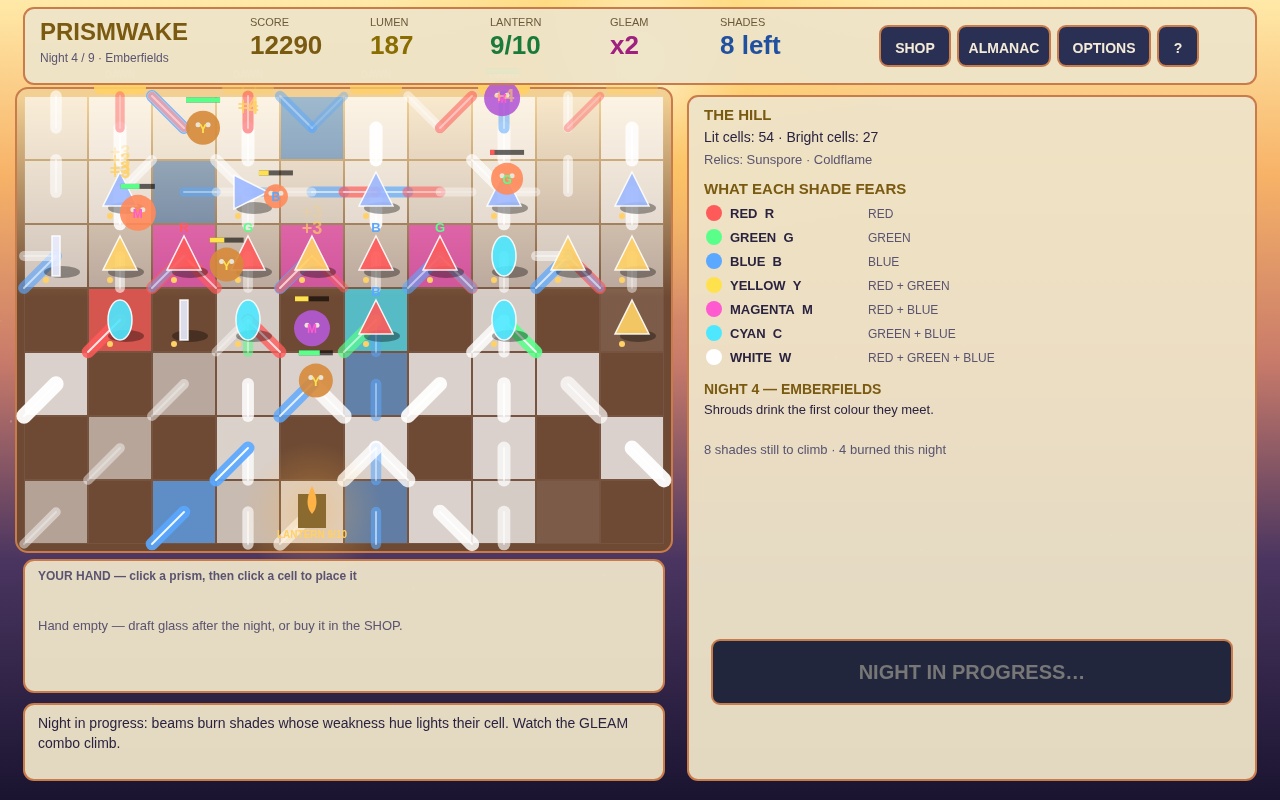 PRISMWAKE
Night 4 / 9 · Emberfields
SCORE
12290
LUMEN
187
LANTERN
9/10
GLEAM
x2
SHADES
8 left
SHOP
ALMANAC
OPTIONS
?
Y
M
B
G
G
+3
B
G
Y
M
Y
YOUR HAND — click a prism, then click a cell to place it
Hand empty — draft glass after the night, or buy it in the SHOP.
Night in progress: beams burn shades whose weakness hue lights their cell. Watch the GLEAM
combo climb.
THE HILL
Lit cells: 54 · Bright cells: 27
Relics: Sunspore · Coldflame
WHAT EACH SHADE FEARS
RED R RED
GREEN G GREEN
BLUE B BLUE
YELLOW Y RED + GREEN
MAGENTA M RED + BLUE
CYAN C GREEN + BLUE
WHITE W RED + GREEN + BLUE
NIGHT 4 — EMBERFIELDS
Shrouds drink the first colour they meet.
8 shades still to climb · 4 burned this night
NIGHT IN PROGRESS…